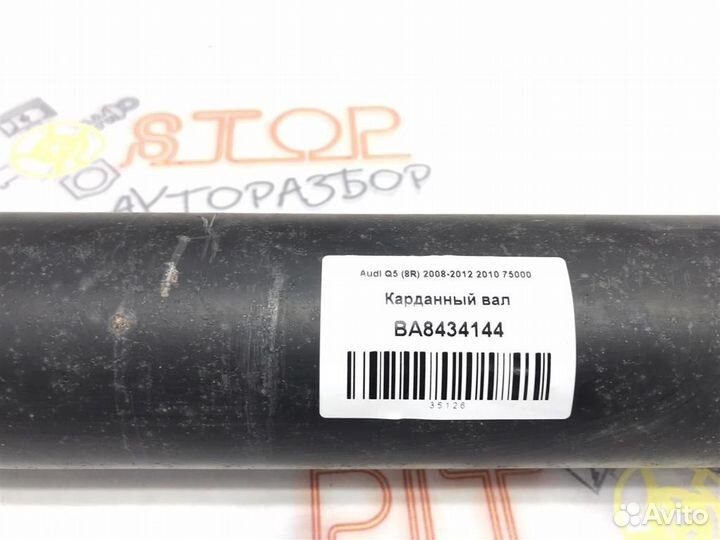 STOP
АВТОРАЗБОР
Audi Q5 (8R) 2008-2012 2010 75000
Карданный вал
BA8434144
35126
PIT
Avito